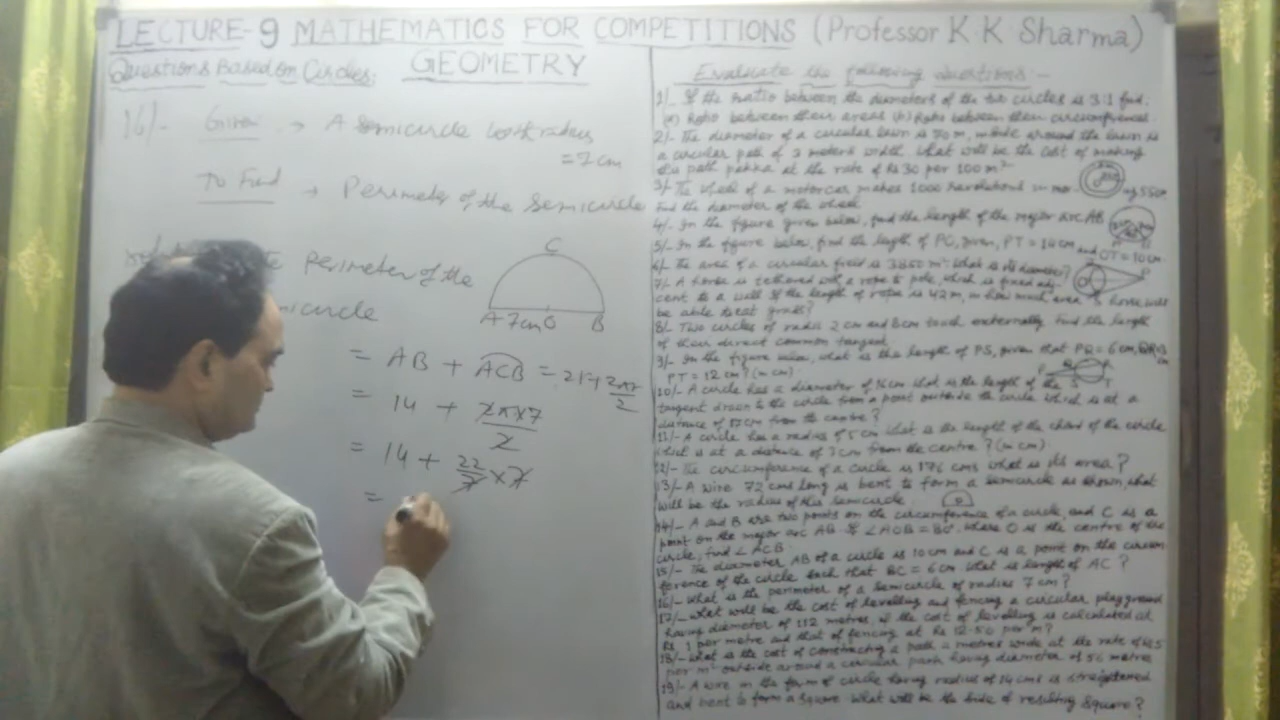 LECTURE-9 MATHEMATICS FOR COMPETITIONS (Professor K K Sharma)
Questions Based on Circles: GEOMETRY
16/- Given → A semicircle with radius
= 7 cm
To Find → Perimeter of the semicircle
perimeter of the
C
A 7cm O B
= AB + ACB = 2r + 2πr/2
= 14 + 2π×7/2
= 14 + 22/7 × 7
=
Evaluate the following questions:-
1/- If the ratio between the diameters of the two circles is 3:1 find.
(a) Ratio between their areas (b) Ratio between their circumferences
2/- The diameter of a circular lawn is 70 m, inside around the lawn is
a circular path of 2 meters width. What will be the cost of making
the path pakka at the rate of Rs 30 per 100 m²
3/- The wheel of a motorcar makes 1000 revolutions in
Find the diameter of the wheel
4/- In the figure given below, find the length of the major arc AB
5/- In the figure below, find the length of PC, given, PT = 14 cm and OT = 10 cm
6/- The area of a circular field is 3850 m². What is its diameter?
7/- A horse is tethered with a rope to pole, which is fixed adja
cent to a wall. If the length of rope is 42 m, in how much area, a horse will
be able to eat grass?
8/- Two circles of radii 2 cm and 8 cm touch externally. Find the length
of their direct common tangent
9/- In the figure below, what is the length of PS, given that PQ = 6 cm,
PT = 12 cm? (in cm)
10/- A circle has a diameter of 16 cm what is the length of the
tangent drawn to the circle from a point outside the circle which is at a
distance of 17 cm from the centre?
11/- A circle has a radius of 5 cm what is the length of the chord of the circle
which is at a distance of 3 cm from the centre? (in cm)
12/- The circumference of a circle is 176 cms what is its area?
13/- A wire 72 cms long is bent to form a semicircle as shown, what
will be the radius of this semicircle
14/- A and B are two points on the circumference of a circle and C is a
point on the major arc AB If ∠AOB = 80°. where O is the centre of the
circle, find ∠ACB
15/- The diameter AB of a circle is 10 cm and C is a point on the circum
ference of the circle such that BC = 6 cm what is length of AC?
16/- What is the perimeter of a semicircle of radius 7 cm?
17/- what will be the cost of levelling and fencing a circular playground
having diameter of 112 metres, if the cost of levelling is calculated at
Rs 1 per metre and that of fencing at Rs 12.50 per m?
18/- what is the cost of constructing a path 2 metres wide at the rate of Rs 5
per m² outside around a circular park having diameter of 56 metres
19/- A wire in the form of circle having radius of 14 cms is straightened
and bent to form a square. What will be the side of resulting square?